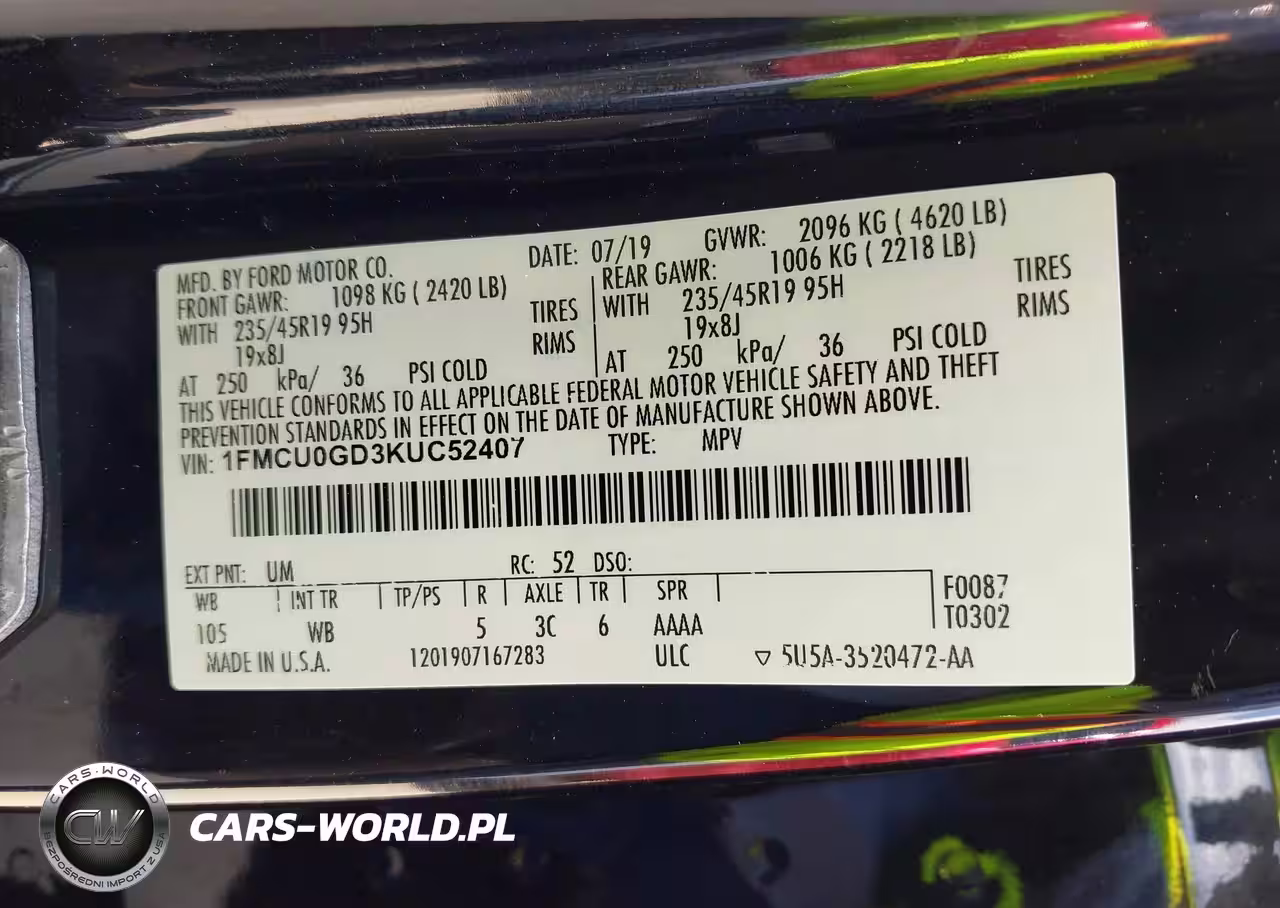 MFD. BY FORD MOTOR CO. DATE: 07/19 GVWR: 2096 KG ( 4620 LB)
FRONT GAWR: 1098 KG ( 2420 LB) REAR GAWR: 1006 KG ( 2218 LB)
WITH 235/45R19 95H TIRES WITH 235/45R19 95H TIRES
19x8J RIMS 19x8J RIMS
AT 250 kPa/ 36 PSI COLD AT 250 kPa/ 36 PSI COLD
THIS VEHICLE CONFORMS TO ALL APPLICABLE FEDERAL MOTOR VEHICLE SAFETY AND THEFT
PREVENTION STANDARDS IN EFFECT ON THE DATE OF MANUFACTURE SHOWN ABOVE.
VIN: 1FMCU0GD3KUC52407 TYPE: MPV
EXT PNT: UM RC: 52 DSO:
WB INT TR TP/PS R AXLE TR SPR F0087
105 WB 5 3C 6 AAAA T0302
MADE IN U.S.A. 1201907167283 ULC ▽ 5U5A-3520472-AA
CARS-WORLD
CW
BEZPOŚREDNI IMPORT Z USA
CARS-WORLD.PL